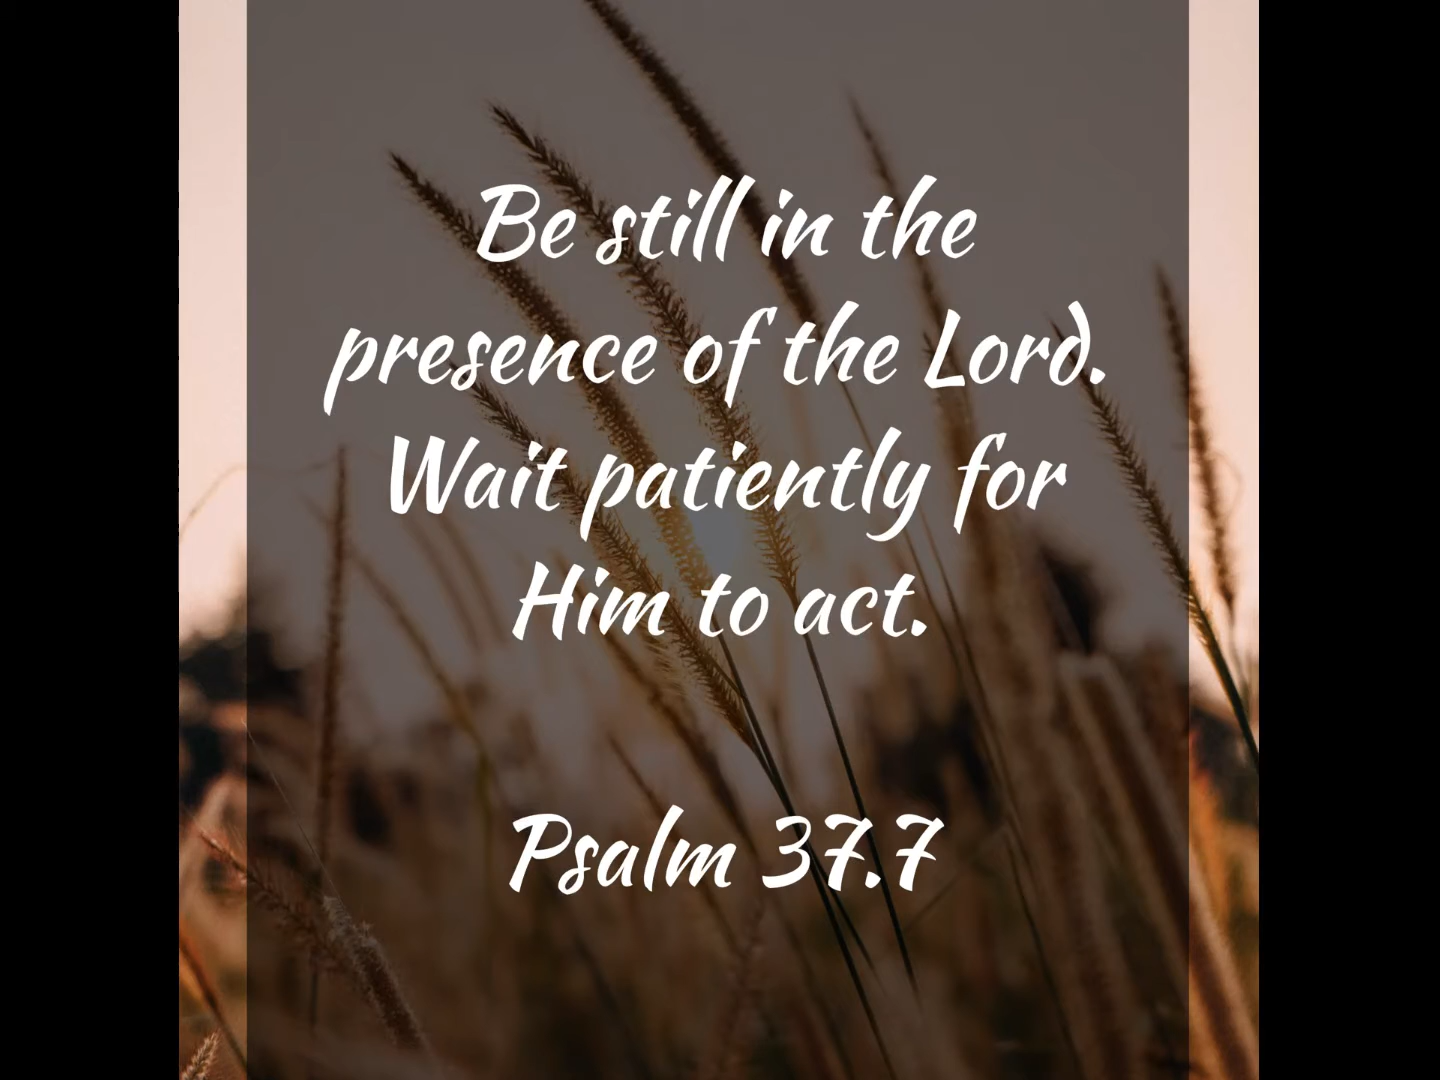 Be still in the
presence of the Lord.
Wait patiently for
Him to act.
Psalm 37.7